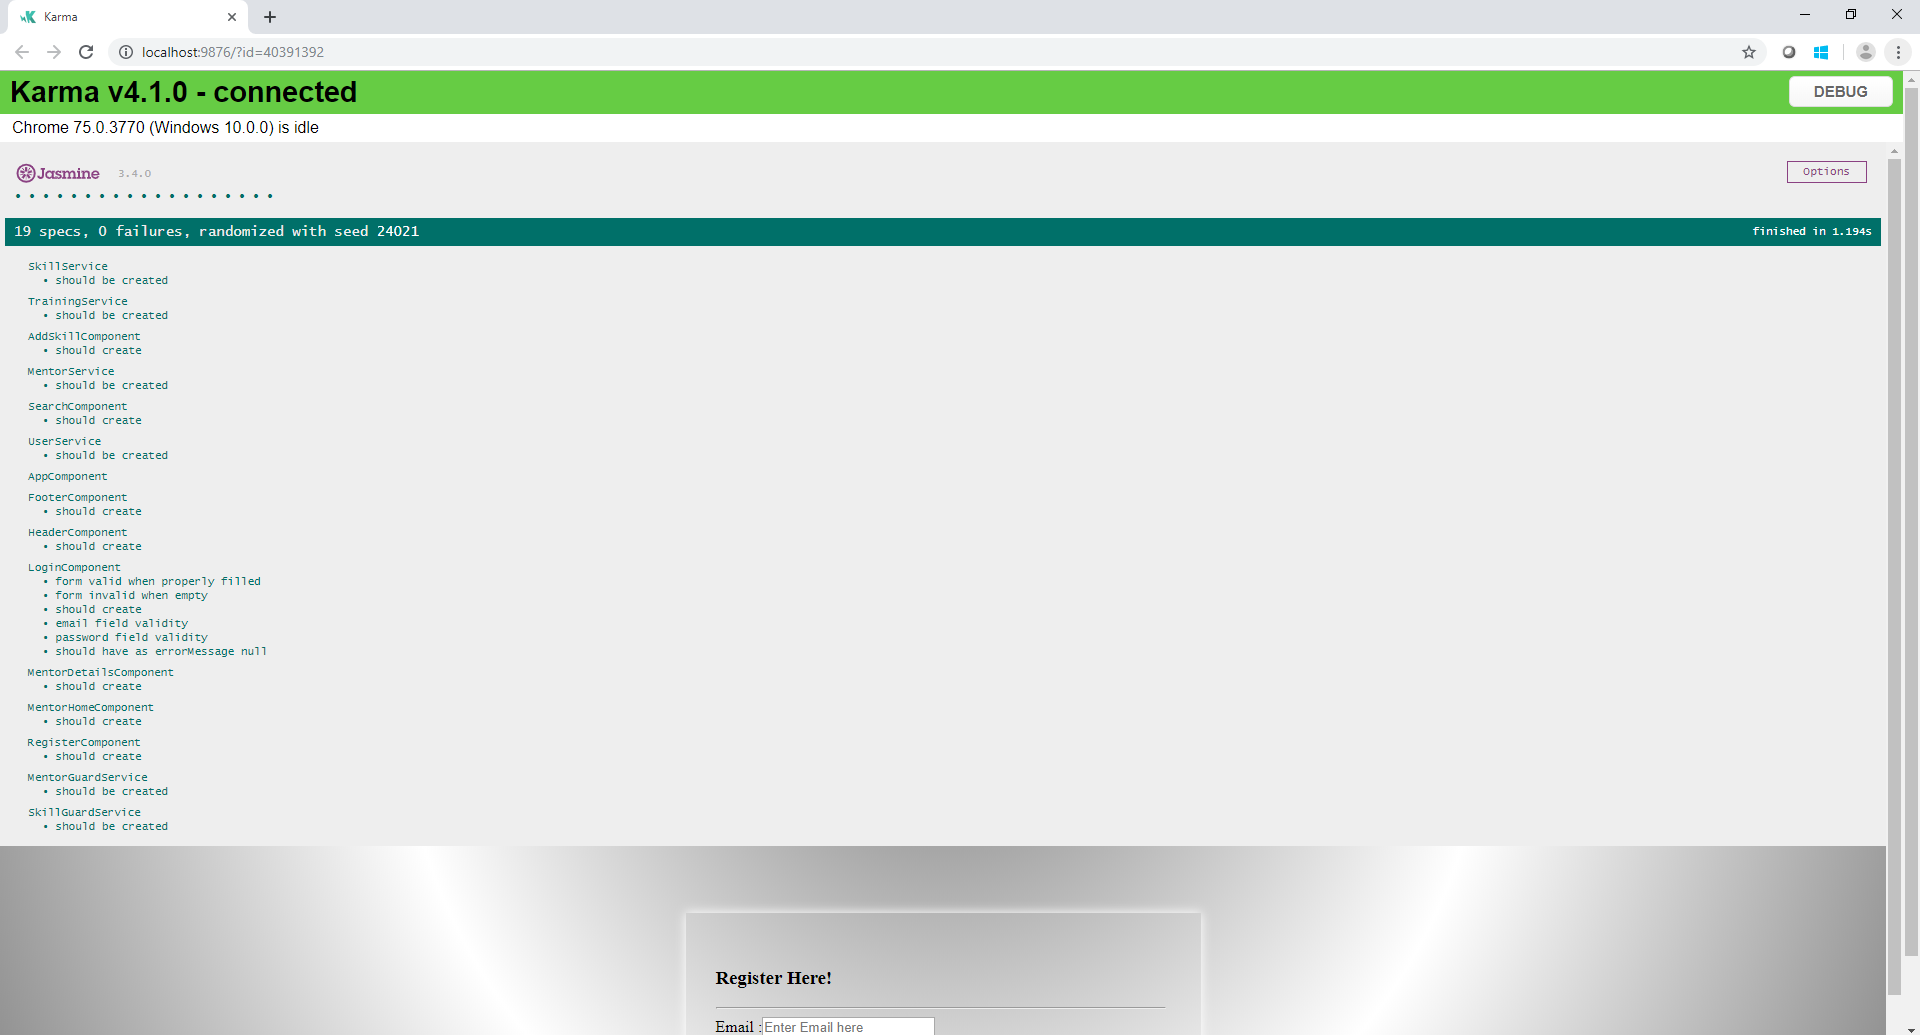 Karma
localhost:9876/?id=40391392
Karma v4.1.0 - connected
DEBUG
Chrome 75.0.3770 (Windows 10.0.0) is idle
Jasmine 3.4.0
Options
• • • • • • • • • • • • • • • • • • •
19 specs, 0 failures, randomized with seed 24021
finished in 1.194s
SkillService
• should be created
TrainingService
• should be created
AddSkillComponent
• should create
MentorService
• should be created
SearchComponent
• should create
UserService
• should be created
AppComponent
FooterComponent
• should create
HeaderComponent
• should create
LoginComponent
• form valid when properly filled
• form invalid when empty
• should create
• email field validity
• password field validity
• should have as errorMessage null
MentorDetailsComponent
• should create
MentorHomeComponent
• should create
RegisterComponent
• should create
MentorGuardService
• should be created
SkillGuardService
• should be created
Register Here!
Email :Enter Email here